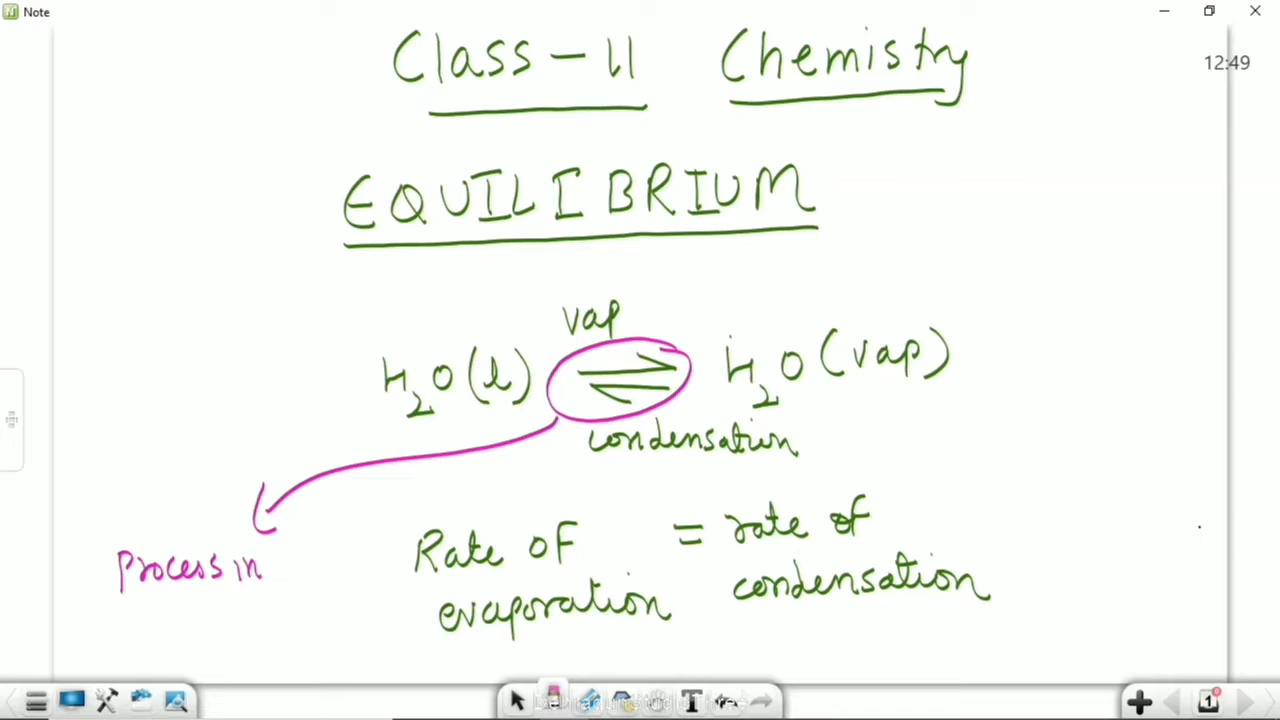 Note
12:49
Class - 11 Chemistry
EQUILIBRIUM
vap
H2O(l) ⇌ H2O(vap)
condensation
Rate of = rate of
evaporation condensation
Process in
T
1